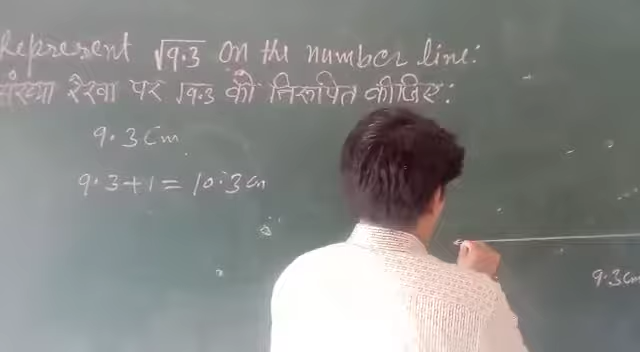 Represent √9.3 on the number line:
संख्या रेखा पर √9.3 को निरूपित कीजिए:
9.3 Cm
9.3+1 = 10.3 cm
9.3 cm